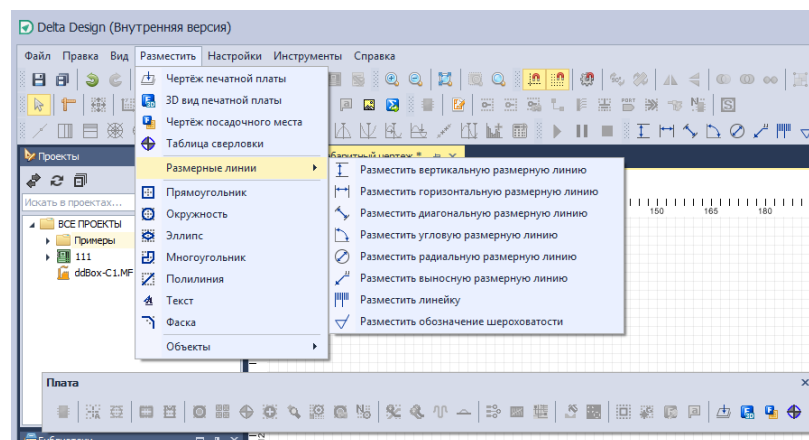 Delta Design (Внутренняя версия)
Файл Правка Вид Разместить Настройки Инструменты Справка
Чертёж печатной платы
3D вид печатной платы
Чертёж посадочного места
Таблица сверловки
Размерные линии
Прямоугольник
Окружность
Эллипс
Многоугольник
Полилиния
Текст
Фаска
Объекты
Разместить вертикальную размерную линию
Разместить горизонтальную размерную линию
Разместить диагональную размерную линию
Разместить угловую размерную линию
Разместить радиальную размерную линию
Разместить выносную размерную линию
Разместить линейку
Разместить обозначение шероховатости
Проекты
Искать в проектах...
ВСЕ ПРОЕКТЫ
Примеры
111
ddBox-C1.MF
150 165 180
Плата